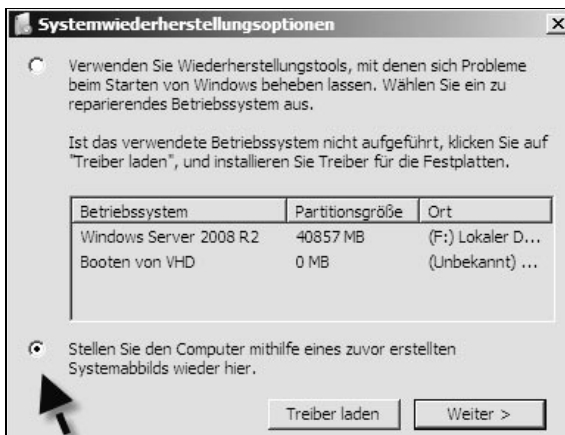 Systemwiederherstellungsoptionen
Verwenden Sie Wiederherstellungstools, mit denen sich Probleme
beim Starten von Windows beheben lassen. Wählen Sie ein zu
reparierendes Betriebssystem aus.
Ist das verwendete Betriebssystem nicht aufgeführt, klicken Sie auf
"Treiber laden", und installieren Sie Treiber für die Festplatten.
Betriebssystem Partitionsgröße Ort
Windows Server 2008 R2 40857 MB (F:) Lokaler D...
Booten von VHD 0 MB (Unbekannt) ...
Stellen Sie den Computer mithilfe eines zuvor erstellten
Systemabbilds wieder hier.
Treiber laden Weiter >